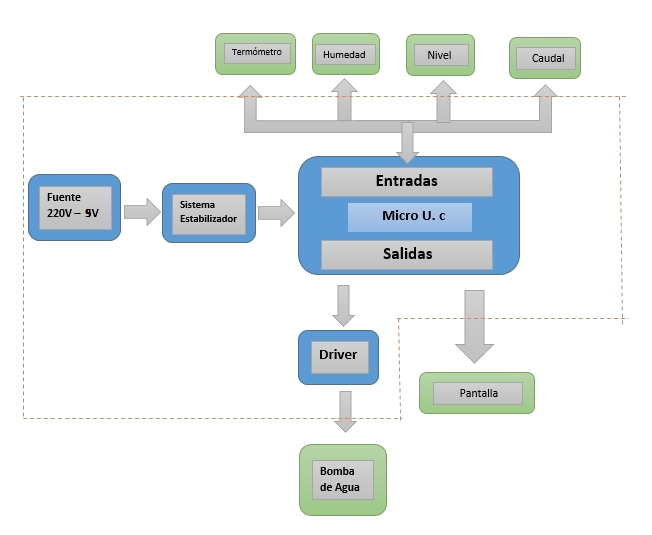 Termómetro
Humedad
Nivel
Caudal
Entradas
Fuente
220V – 5V
Sistema
Estabilizador
Micro U. c
Salidas
Driver
Pantalla
Bomba
de Agua